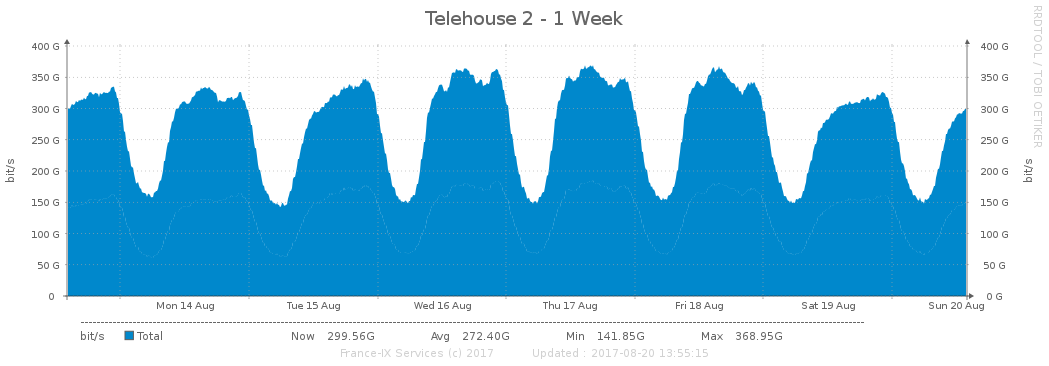 Telehouse 2 - 1 Week
RRDTOOL / TOBI OETIKER
400 G 400 G
350 G 350 G
300 G 300 G
250 G 250 G
200 G 200 G
150 G 150 G
100 G 100 G
50 G 50 G
0 0 G
bit/s
bit/s
Mon 14 Aug Tue 15 Aug Wed 16 Aug Thu 17 Aug Fri 18 Aug Sat 19 Aug Sun 20 Aug
bit/s Total Now 299.56G Avg 272.40G Min 141.85G Max 368.95G
France-IX Services (c) 2017 Updated : 2017-08-20 13:55:15